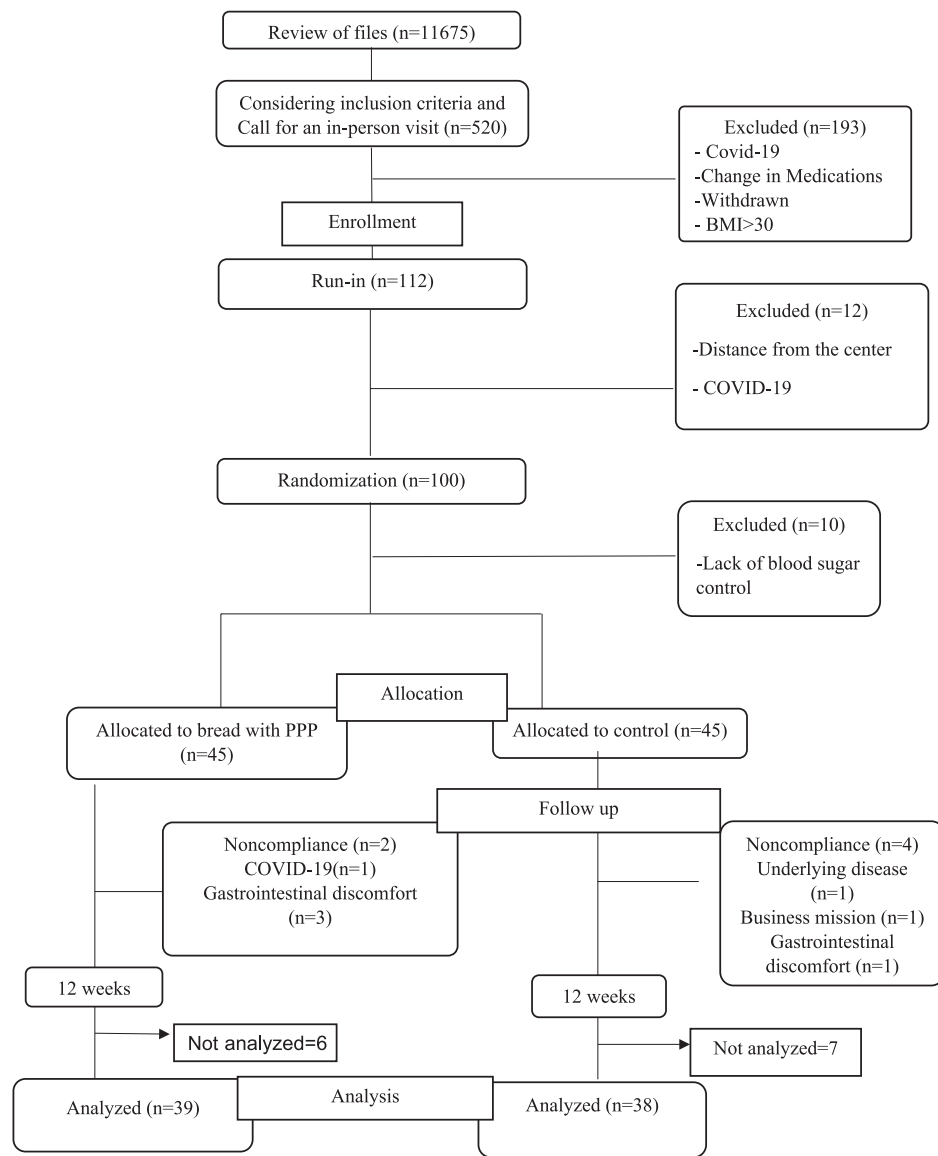 Review of files (n=11675)
Considering inclusion criteria and
Call for an in-person visit (n=520)
Excluded (n=193)
- Covid-19
-Change in Medications
-Withdrawn
- BMI>30
Enrollment
Run-in (n=112)
Excluded (n=12)
-Distance from the center
- COVID-19
Randomization (n=100)
Excluded (n=10)
-Lack of blood sugar
control
Allocation
Allocated to bread with PPP
(n=45)
Allocated to control (n=45)
Follow up
Noncompliance (n=2)
COVID-19(n=1)
Gastrointestinal discomfort
(n=3)
Noncompliance (n=4)
Underlying disease
(n=1)
Business mission (n=1)
Gastrointestinal
discomfort (n=1)
12 weeks
12 weeks
Not analyzed=6
Not analyzed=7
Analyzed (n=39)
Analysis
Analyzed (n=38)